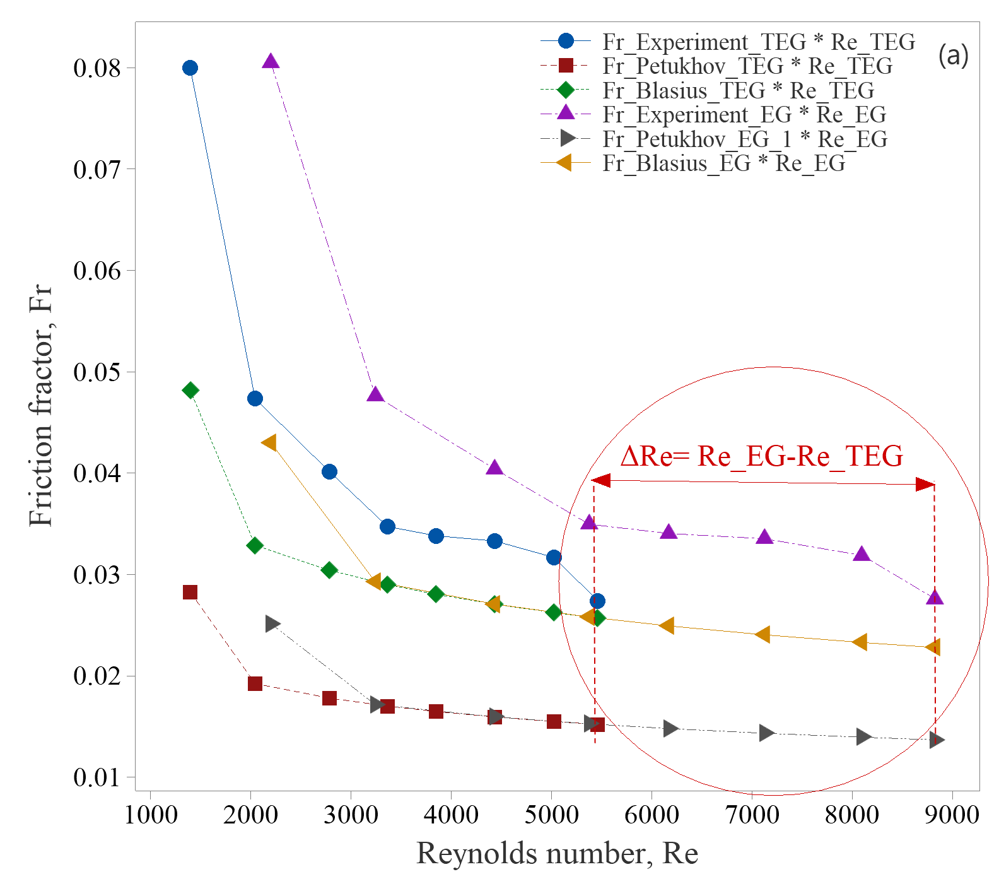 Fr_Experiment_TEG * Re_TEG
(a)
Fr_Petukhov_TEG * Re_TEG
Fr_Blasius_TEG * Re_TEG
Fr_Experiment_EG * Re_EG
Fr_Petukhov_EG_1 * Re_EG
Fr_Blasius_EG * Re_EG
0.08
0.07
0.06
0.05
0.04
0.03
0.02
0.01
Friction fractor, Fr
ΔRe= Re_EG-Re_TEG
1000 2000 3000 4000 5000 6000 7000 8000 9000
Reynolds number, Re